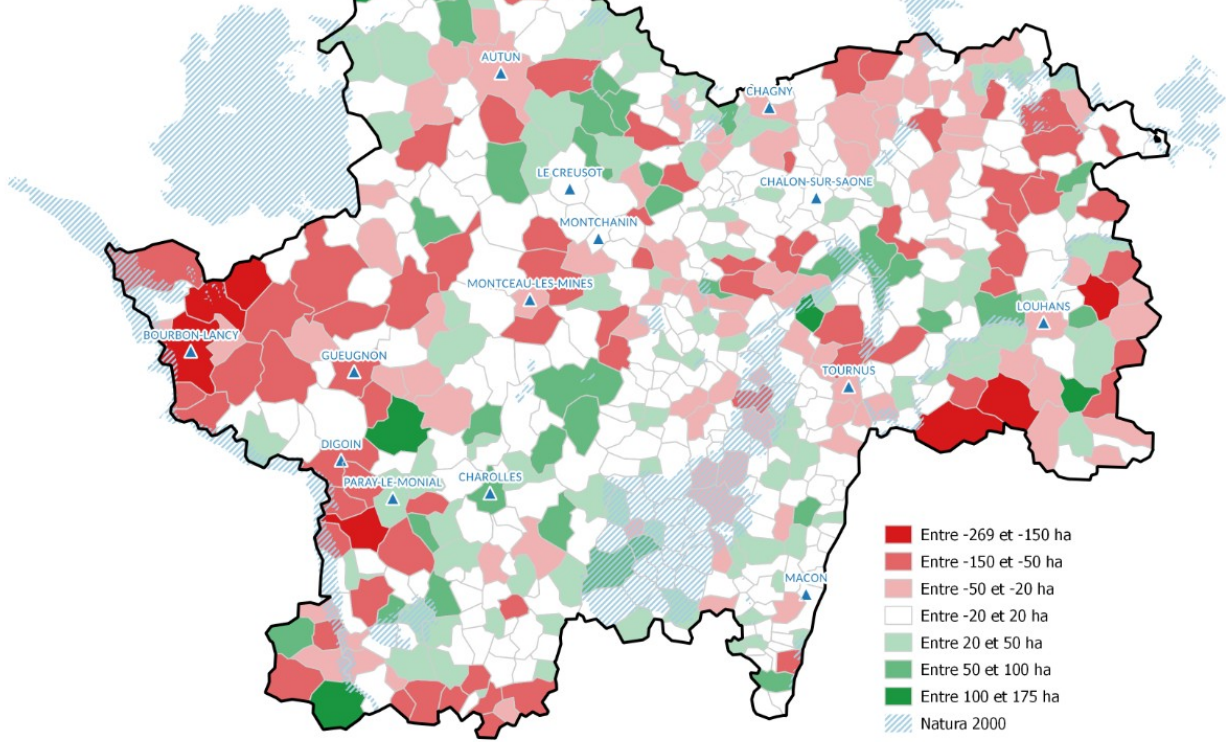 AUTUN
CHAGNY
LE CREUSOT
CHALON-SUR-SAONE
MONTCHANIN
MONTCEAU-LES-MINES
LOUHANS
BOURBON-LANCY
GUEUGNON
TOURNUS
DIGOIN
PARAY-LE-MONIAL
CHAROLLES
MACON
Entre -269 et -150 ha
Entre -150 et -50 ha
Entre -50 et -20 ha
Entre -20 et 20 ha
Entre 20 et 50 ha
Entre 50 et 100 ha
Entre 100 et 175 ha
Natura 2000